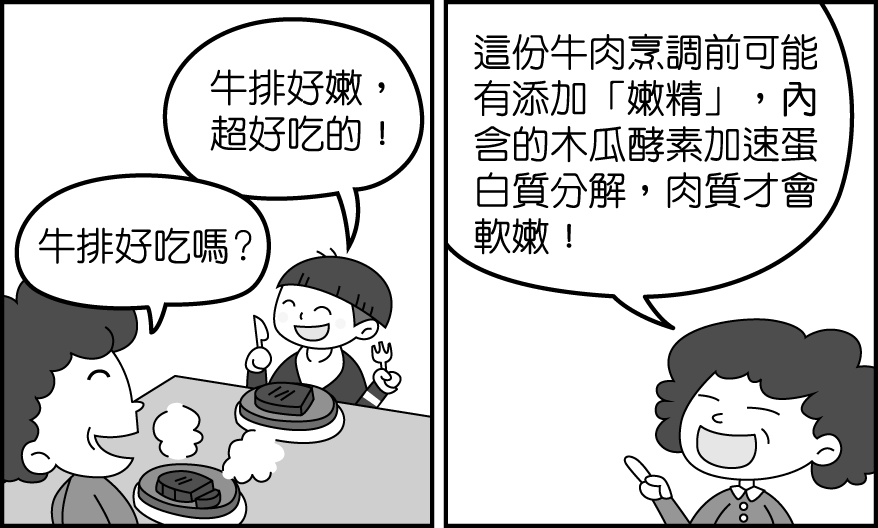 牛排好吃嗎？
牛排好嫩，
超好吃的！
這份牛肉烹調前可能
有添加「嫩精」，內
含的木瓜酵素加速蛋
白質分解，肉質才會
軟嫩！